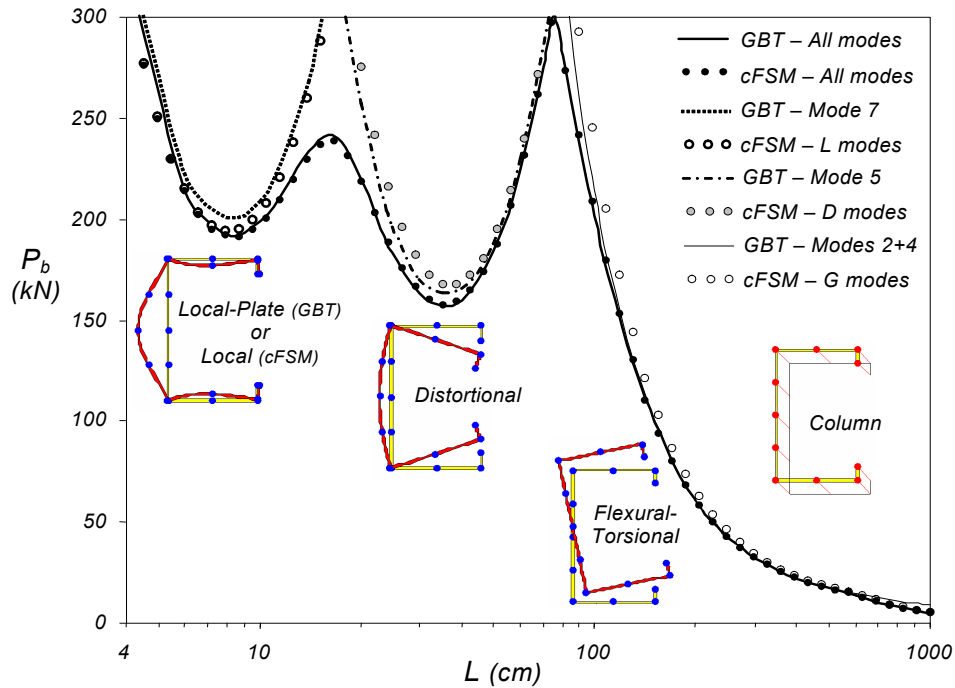 300
250
200
150
100
50
0
P_b
(kN)
4
10
100
1000
L (cm)
GBT – All modes
cFSM – All modes
GBT – Mode 7
cFSM – L modes
GBT – Mode 5
cFSM – D modes
GBT – Modes 2+4
cFSM – G modes
Local-Plate (GBT)
or
Local (cFSM)
Distortional
Flexural-
Torsional
Column